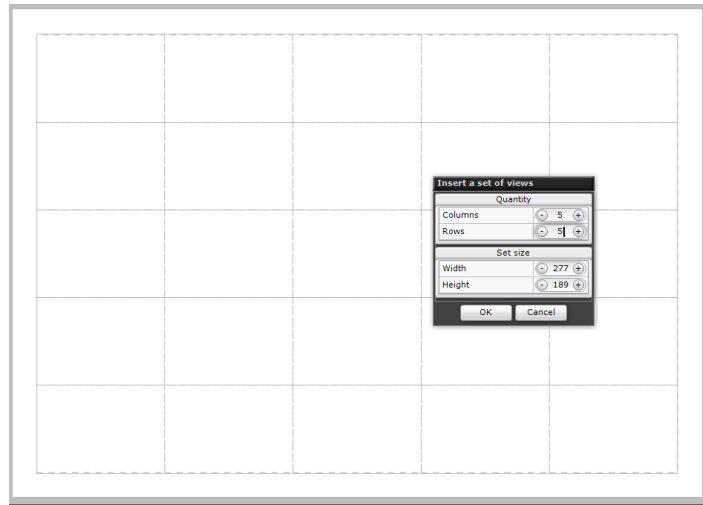 Insert a set of views
Quantity
Columns - 5 +
Rows - 5 +
Set size
Width - 277 +
Height - 189 +
OK Cancel